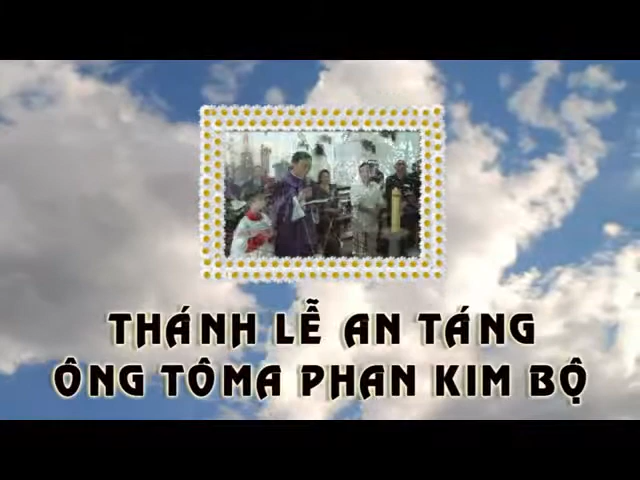 THÁNH LỄ AN TÁNG
ÔNG TÔMA PHAN KIM BỘ